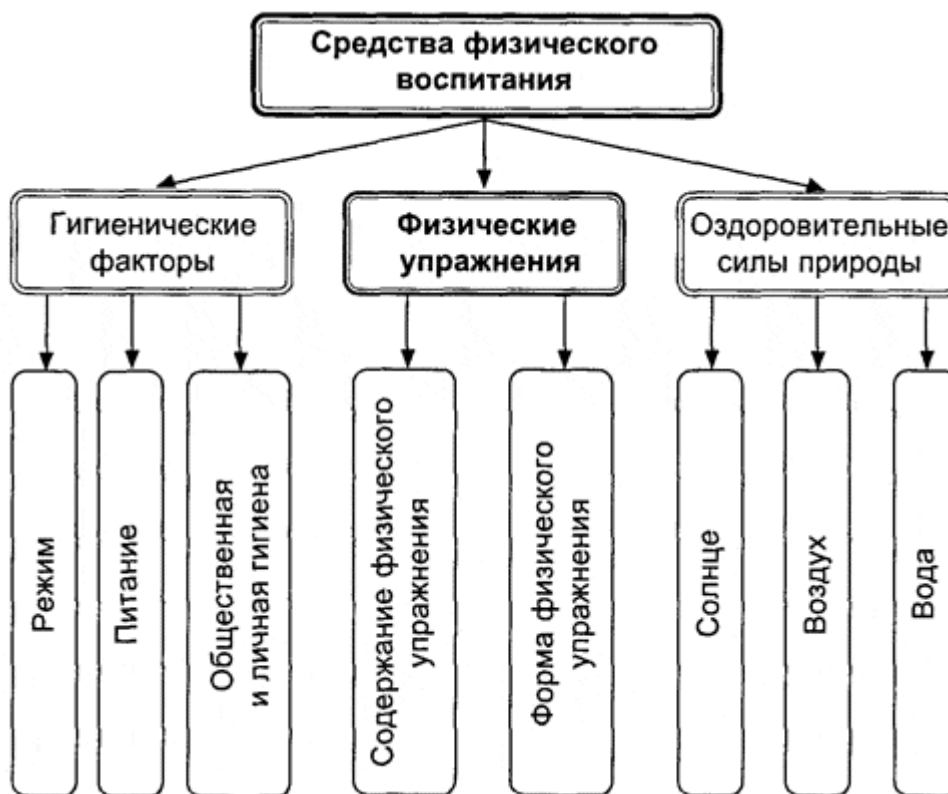 Средства физического
воспитания
Гигиенические
факторы
Физические
упражнения
Оздоровительные
силы природы
Режим
Питание
Общественная
и личная гигиена
Содержание физического
упражнения
Форма физического
упражнения
Солнце
Воздух
Вода